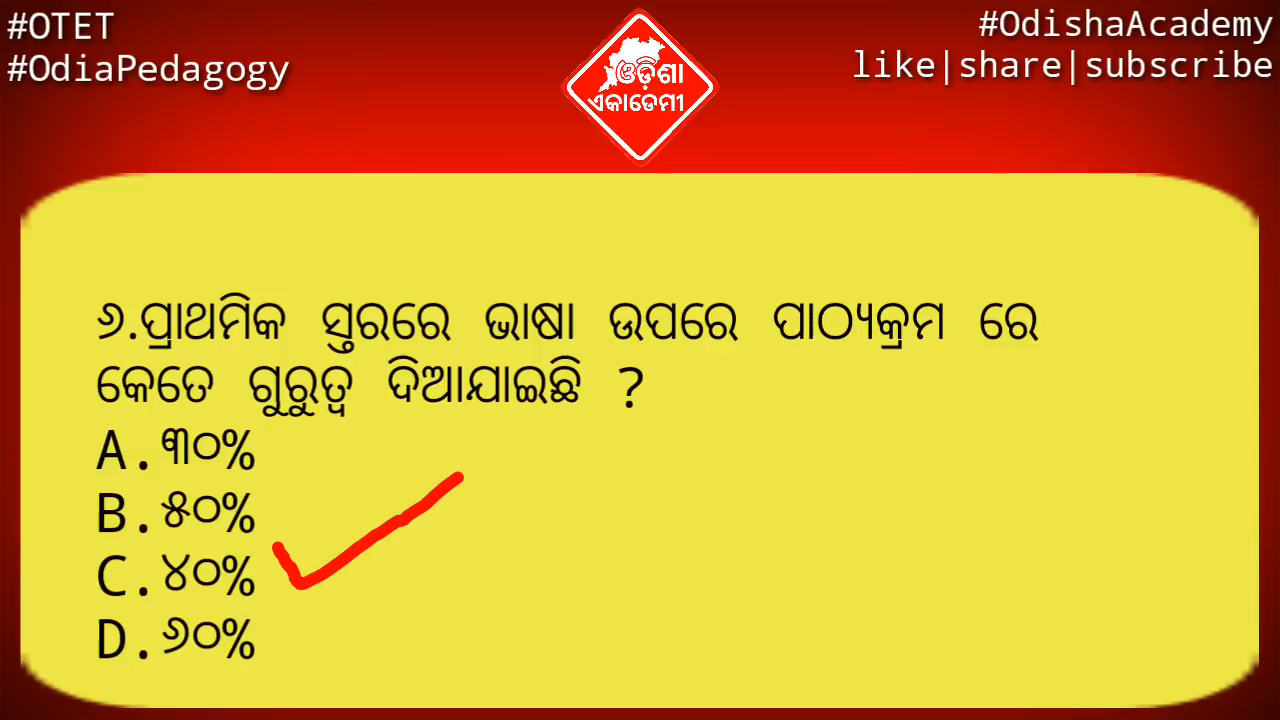 #OTET
#OdiaPedagogy
#OdishaAcademy
like|share|subscribe
ଓଡ଼ିଶା
ଏକାଡେମୀ
୬.ପ୍ରାଥମିକ ସ୍ତରରେ ଭାଷା ଉପରେ ପାଠ୍ୟକ୍ରମ ରେ
କେତେ ଗୁରୁତ୍ୱ ଦିଆଯାଇଛି ?
A.୩୦%
B.୫୦%
C.୪୦%
D.୬୦%